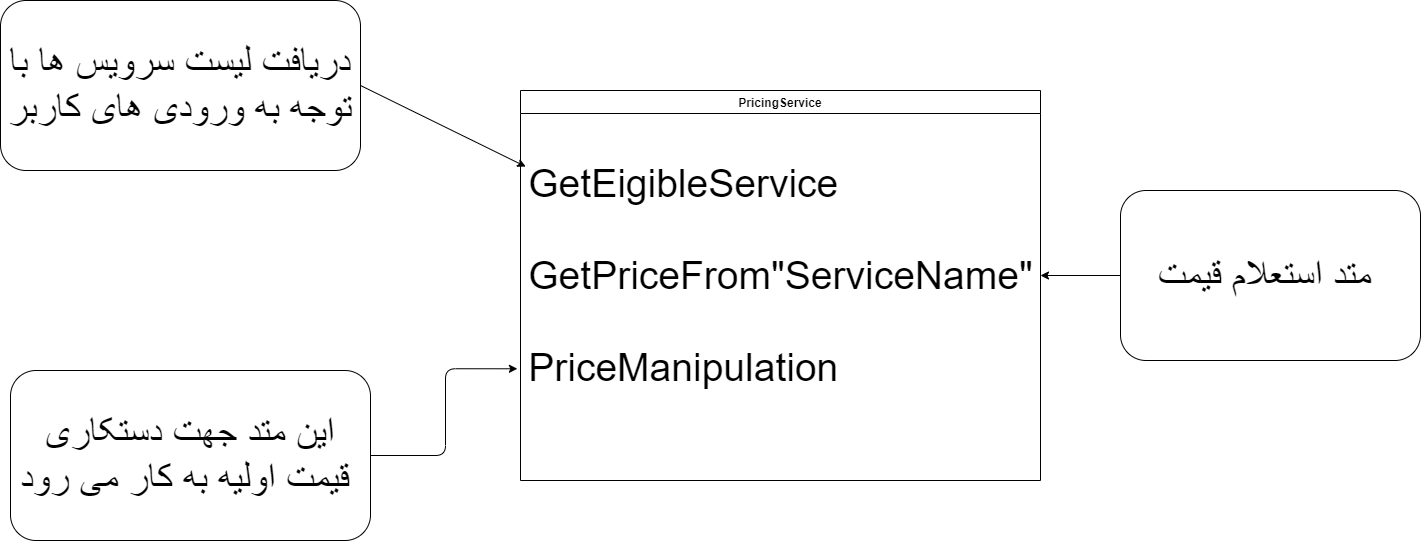 دریافت لیست سرویس ها با
توجه به ورودی های کاربر
PricingService
GetEigibleService
GetPriceFrom"ServiceName"
متد استعلام قیمت
PriceManipulation
این متد جهت دستکاری
قیمت اولیه به کار می رود